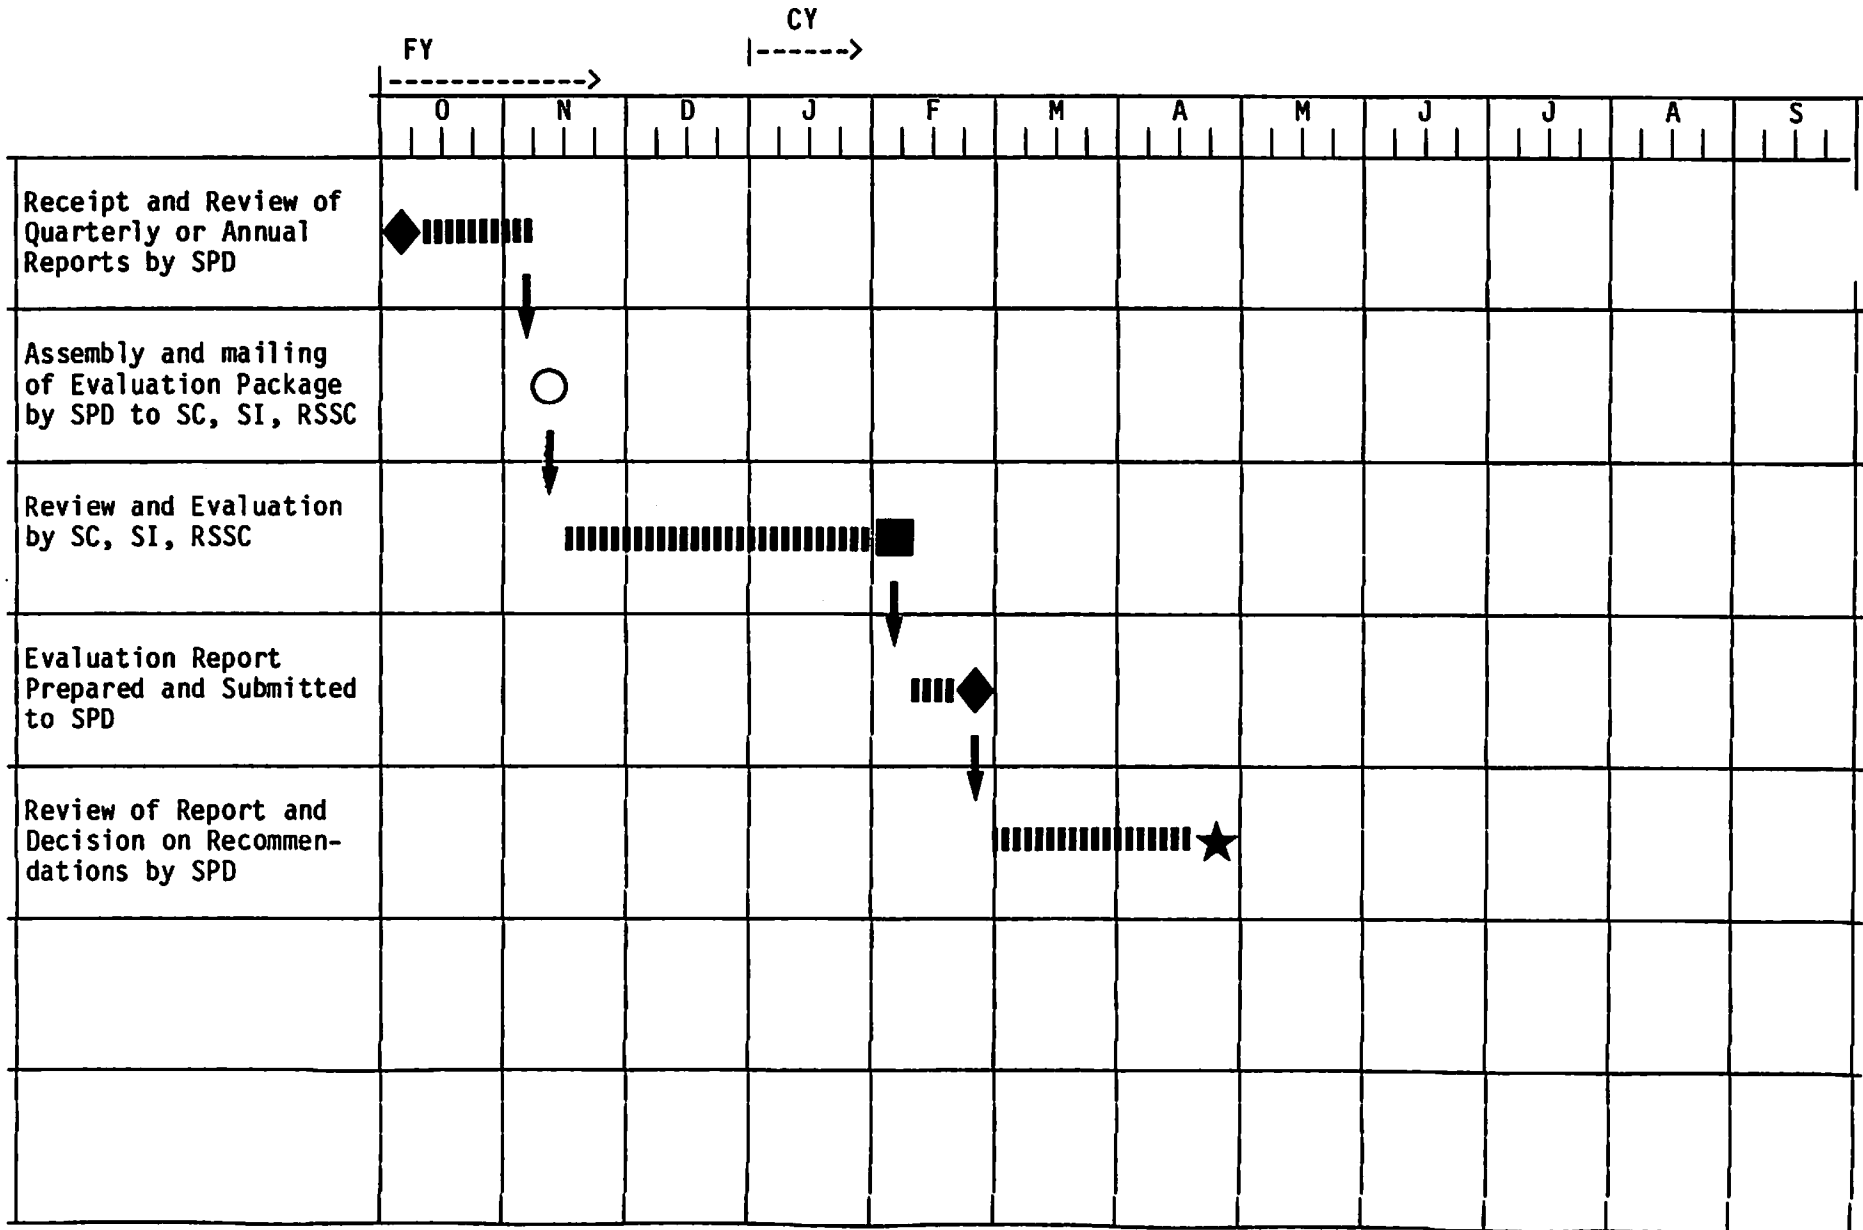 CY
FY
O N D J F M A M J J A S
Receipt and Review of
Quarterly or Annual
Reports by SPD
Assembly and mailing
of Evaluation Package
by SPD to SC, SI, RSSC
Review and Evaluation
by SC, SI, RSSC
Evaluation Report
Prepared and Submitted
to SPD
Review of Report and
Decision on Recommen-
dations by SPD